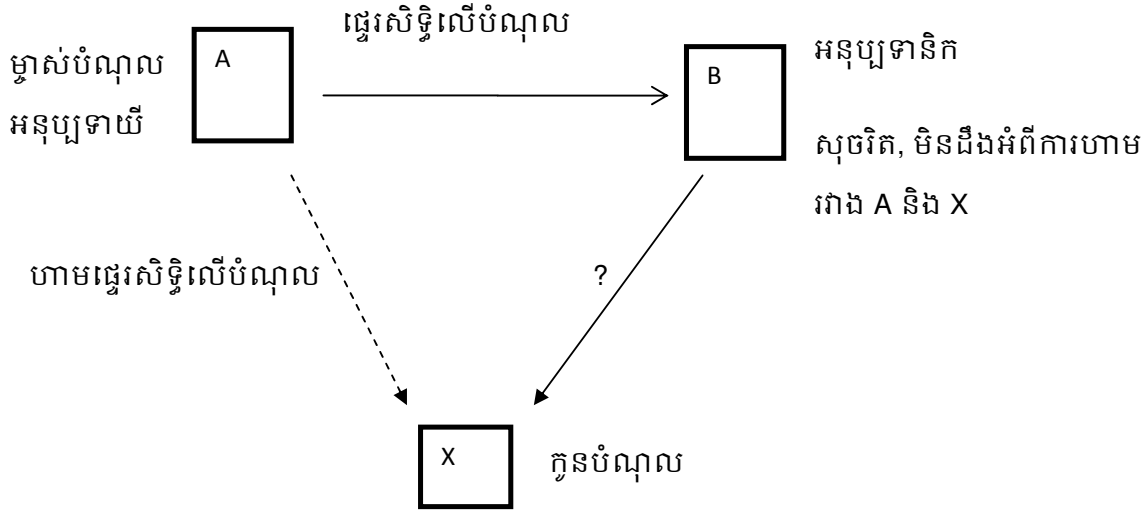 ផ្ទេរសិទ្ធិលើបំណុល
ម្ចាស់បំណុល
អនុប្បទាយី
A
B
អនុប្បទានិក
សុចរិត, មិនដឹងអំពីការហាម
រវាង A និង X
ហាមផ្ទេរសិទ្ធិលើបំណុល
?
X
កូនបំណុល